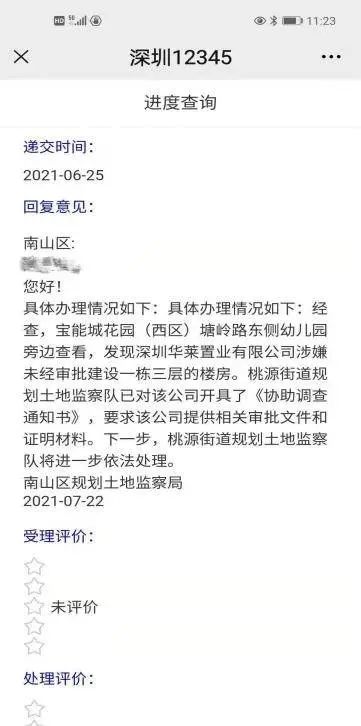 HD 5G 11:23
深圳12345
进度查询
递交时间：
2021-06-25
回复意见：
南山区:
您好！
具体办理情况如下：具体办理情况如下：经
查，宝能城花园（西区）塘岭路东侧幼儿园
旁边查看，发现深圳华莱置业有限公司涉嫌
未经审批建设一栋三层的楼房。桃源街道规
划土地监察队已对该公司开具了《协助调查
通知书》，要求该公司提供相关审批文件和
证明材料。下一步，桃源街道规划土地监察
队将进一步依法处理。
南山区规划土地监察局
2021-07-22
受理评价：
未评价
处理评价：